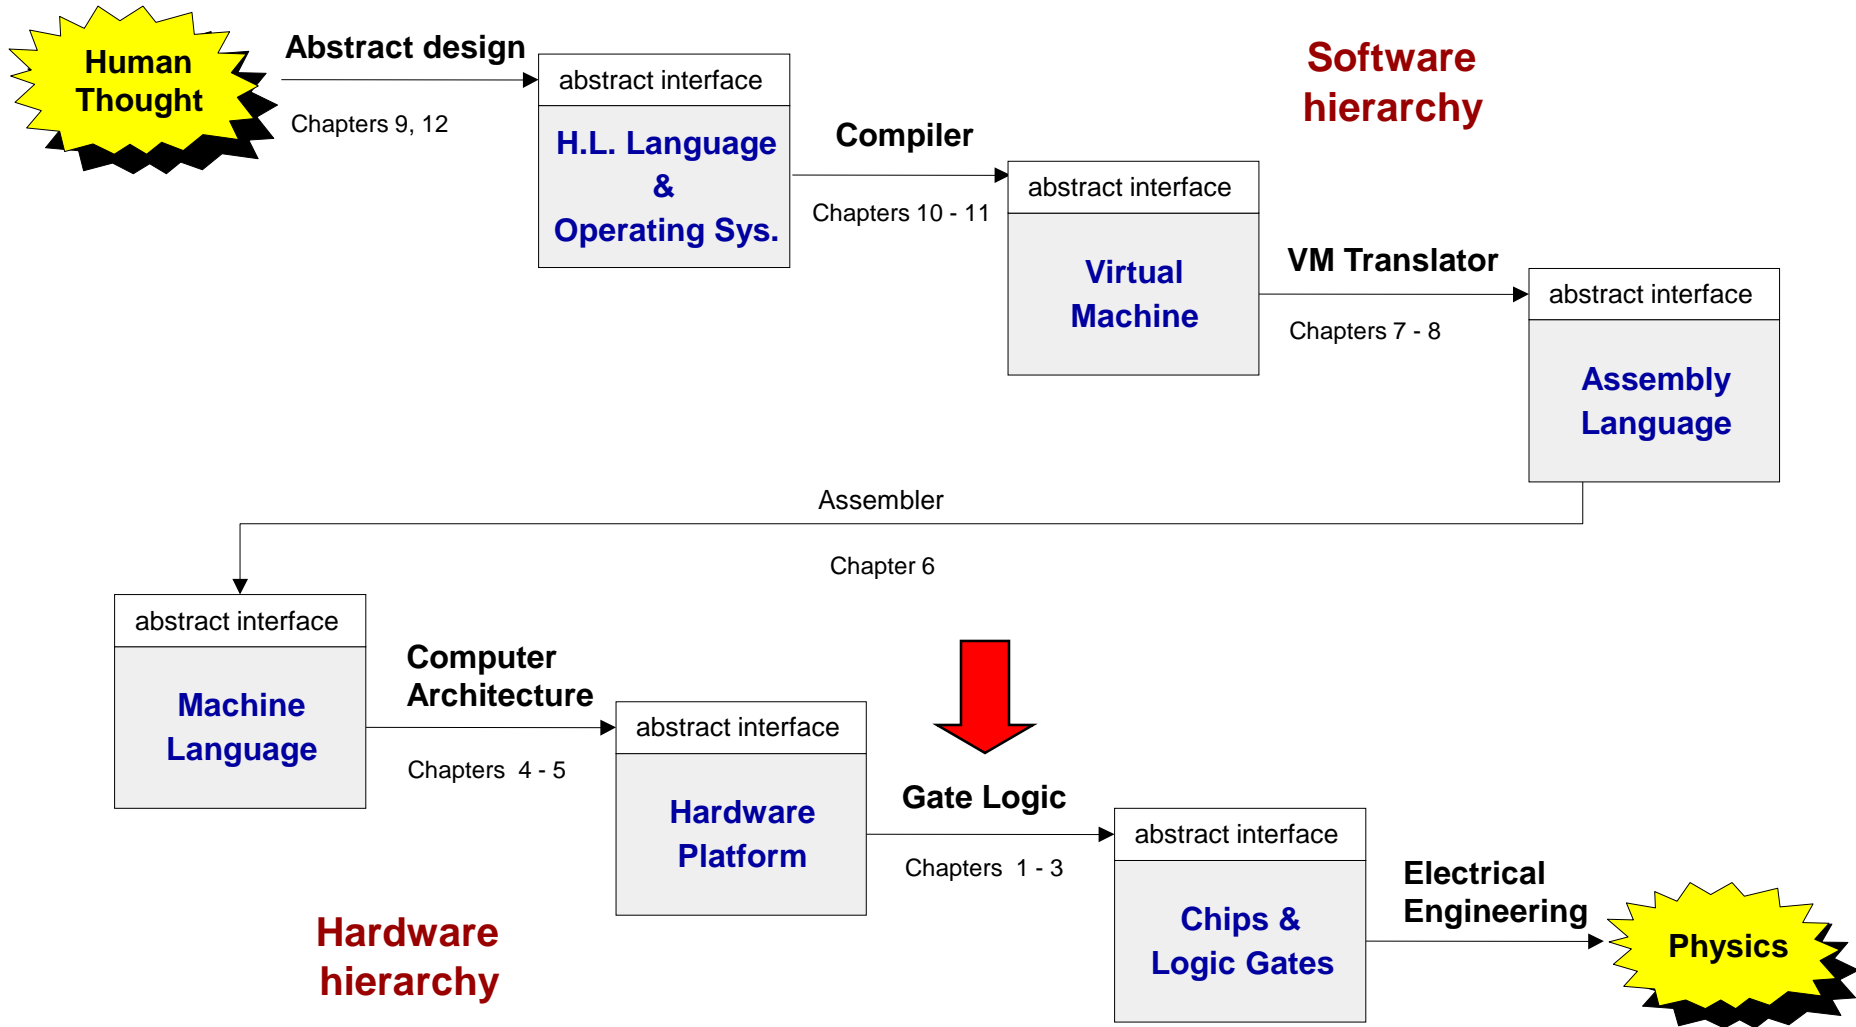 Human
Thought
Abstract design
Chapters 9, 12
abstract interface
H.L. Language
&
Operating Sys.
Compiler
Chapters 10 - 11
Software
hierarchy
abstract interface
Virtual
Machine
VM Translator
Chapters 7 - 8
abstract interface
Assembly
Language
Assembler
Chapter 6
abstract interface
Machine
Language
Computer
Architecture
Chapters 4 - 5
abstract interface
Hardware
Platform
Gate Logic
Chapters 1 - 3
abstract interface
Chips &
Logic Gates
Electrical
Engineering
Physics
Hardware
hierarchy